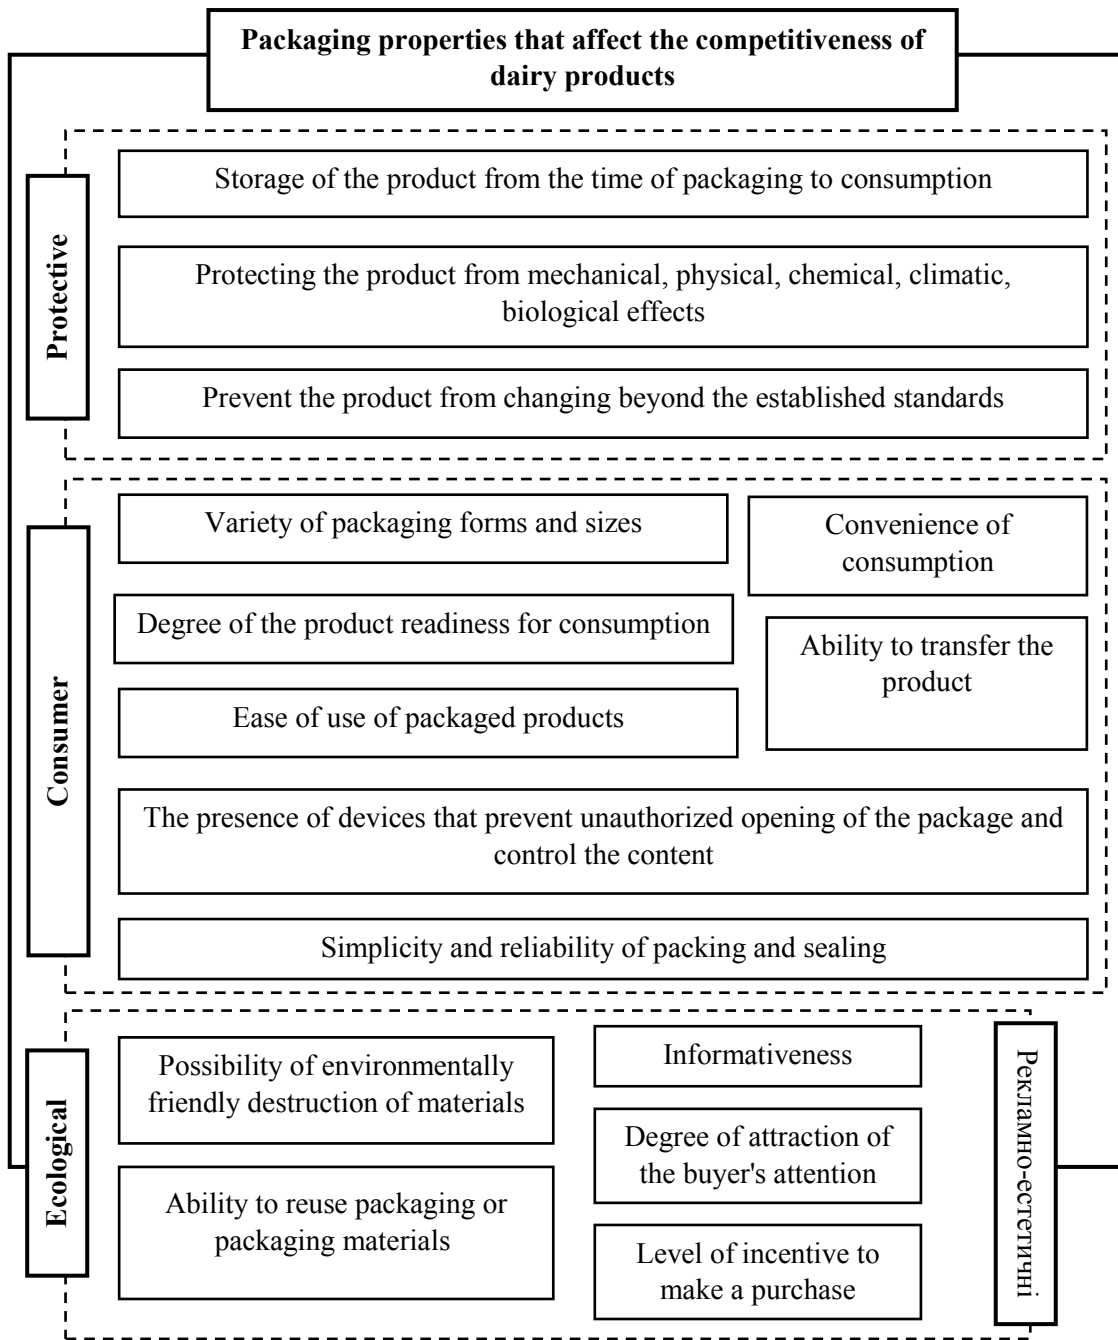 Packaging properties that affect the competitiveness of
dairy products
Protective
Storage of the product from the time of packaging to consumption
Protecting the product from mechanical, physical, chemical, climatic,
biological effects
Prevent the product from changing beyond the established standards
Consumer
Variety of packaging forms and sizes
Convenience of
consumption
Degree of the product readiness for consumption
Ability to transfer the
product
Ease of use of packaged products
The presence of devices that prevent unauthorized opening of the package and
control the content
Simplicity and reliability of packing and sealing
Ecological
Possibility of environmentally
friendly destruction of materials
Ability to reuse packaging or
packaging materials
Informativeness
Degree of attraction of
the buyer's attention
Level of incentive to
make a purchase
Рекламно-естетичні